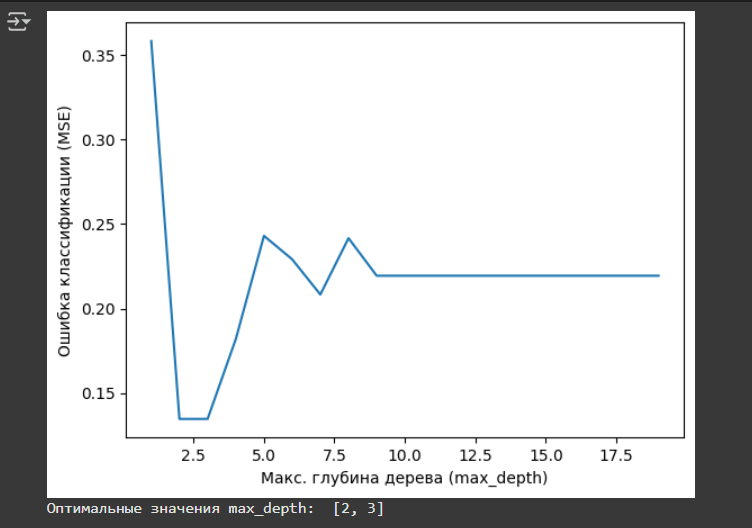 0.35
0.30
0.25
0.20
0.15
Ошибка классификации (MSE)
2.5 5.0 7.5 10.0 12.5 15.0 17.5
Макс. глубина дерева (max_depth)
Оптимальные значения max_depth:  [2, 3]